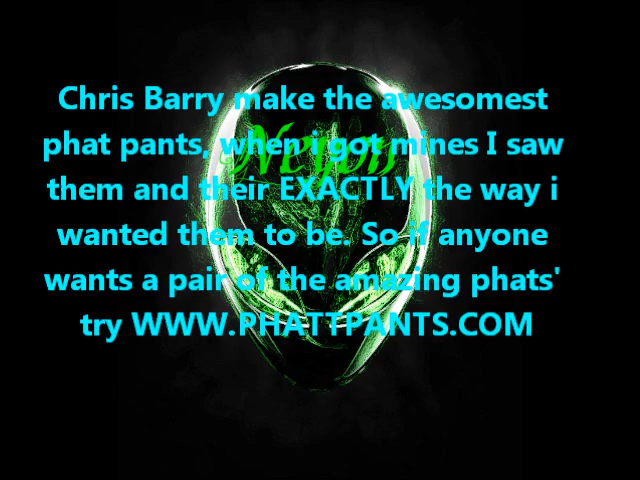 Chris Barry make the awesomest
phat pants, when i got mines I saw
them and their EXACTLY the way i
wanted them to be. So if anyone
wants a pair of the amazing phats'
try WWW.PHATTPANTS.COM